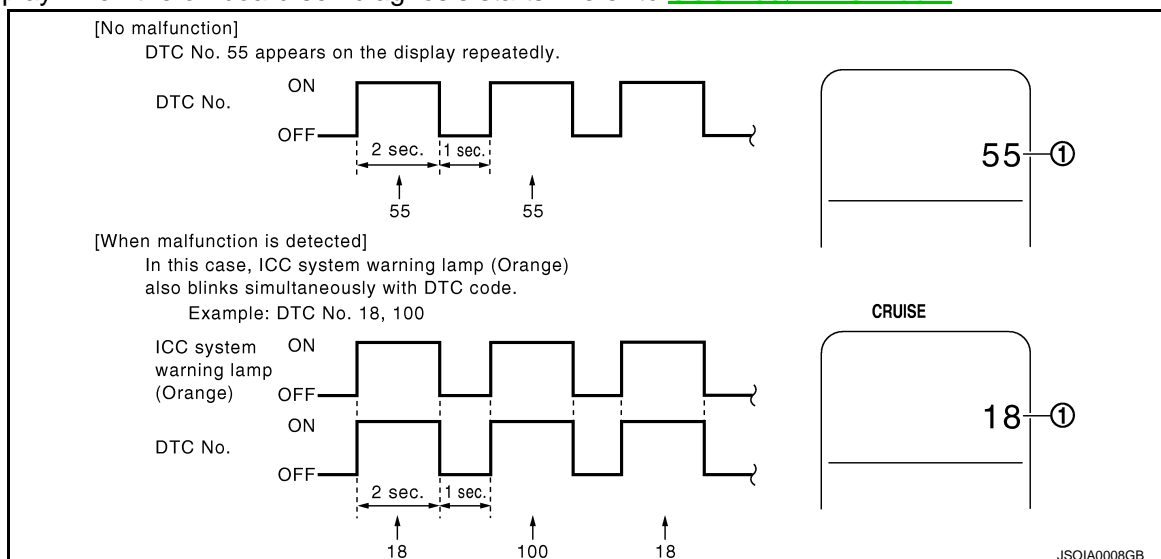 [No malfunction]
DTC No. 55 appears on the display repeatedly.
ON
DTC No.
OFF
2 sec. 1 sec.
55 55
55 ①
[When malfunction is detected]
In this case, ICC system warning lamp (Orange)
also blinks simultaneously with DTC code.
Example: DTC No. 18, 100
CRUISE
ICC system ON
warning lamp
(Orange) OFF
ON
DTC No.
OFF
2 sec. 1 sec.
18 100 18
18 ①
JSOIA0008GB